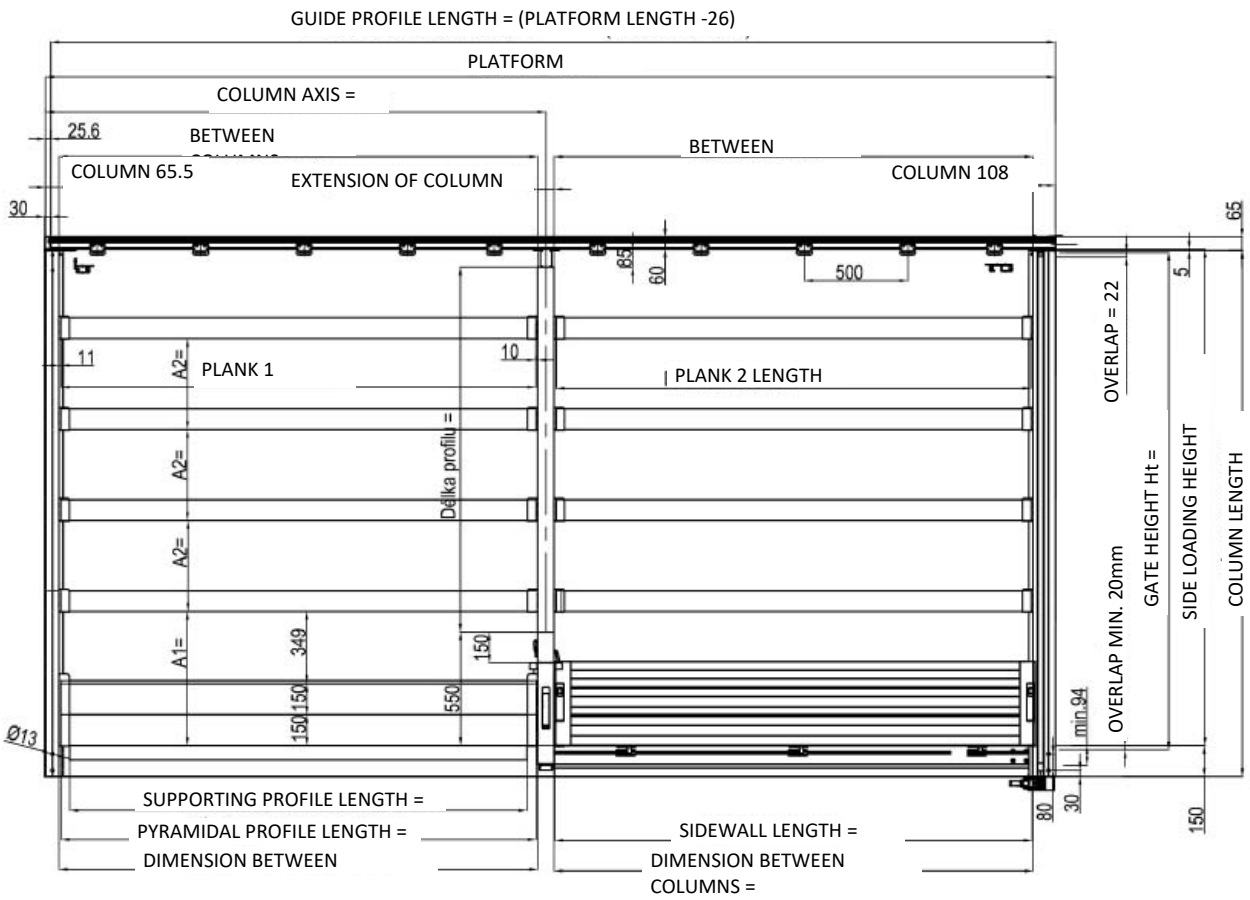 GUIDE PROFILE LENGTH = (PLATFORM LENGTH -26)
PLATFORM
COLUMN AXIS =
25.6
BETWEEN
BETWEEN
COLUMN 65.5
EXTENSION OF COLUMN
COLUMN 108
30
65
85
60
500
5
OVERLAP = 22
11
A2=
PLANK 1
10
PLANK 2 LENGTH
Délka profilu =
A2=
A2=
GATE HEIGHT Ht =
SIDE LOADING HEIGHT
COLUMN LENGTH
OVERLAP MIN. 20mm
A1=
349
150
150
150
550
min.94
Ø13
SUPPORTING PROFILE LENGTH =
80
30
150
PYRAMIDAL PROFILE LENGTH =
SIDEWALL LENGTH =
DIMENSION BETWEEN
DIMENSION BETWEEN
COLUMNS =